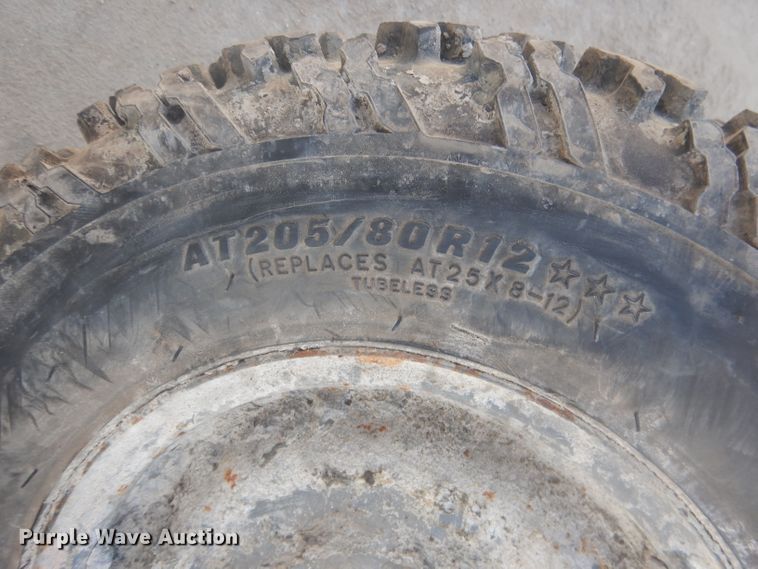 AT205/80R12 ☆☆☆
(REPLACES AT25X8-12)
TUBELESS
Purple Wave Auction